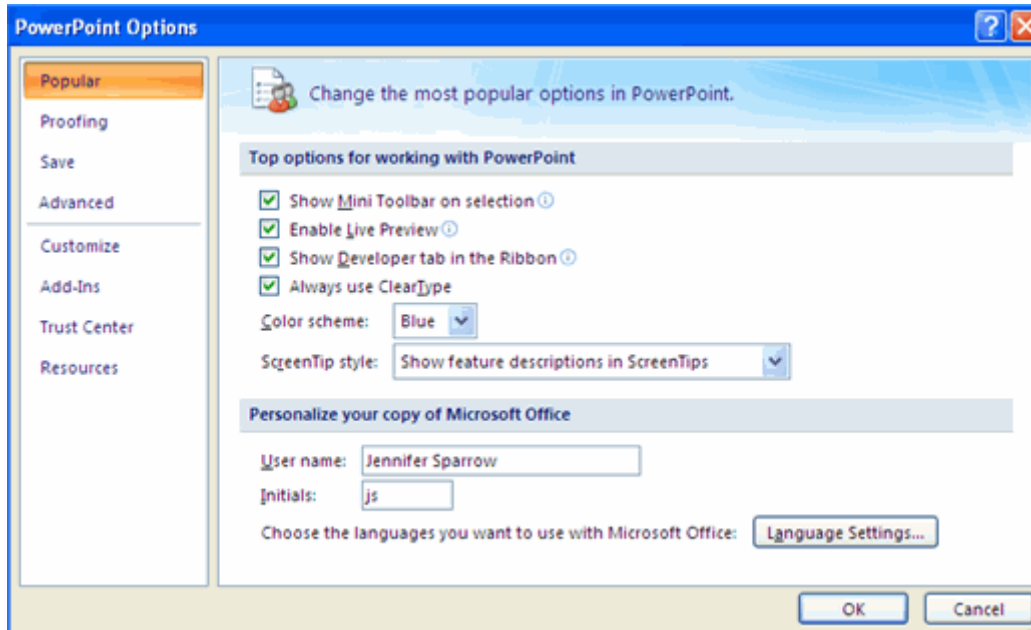 PowerPoint Options
Popular
Proofing
Save
Advanced
Customize
Add-Ins
Trust Center
Resources
Change the most popular options in PowerPoint.
Top options for working with PowerPoint
Show Mini Toolbar on selection
Enable Live Preview
Show Developer tab in the Ribbon
Always use ClearType
Color scheme: Blue
ScreenTip style: Show feature descriptions in ScreenTips
Personalize your copy of Microsoft Office
User name: Jennifer Sparrow
Initials: js
Choose the languages you want to use with Microsoft Office: Language Settings...
OK Cancel